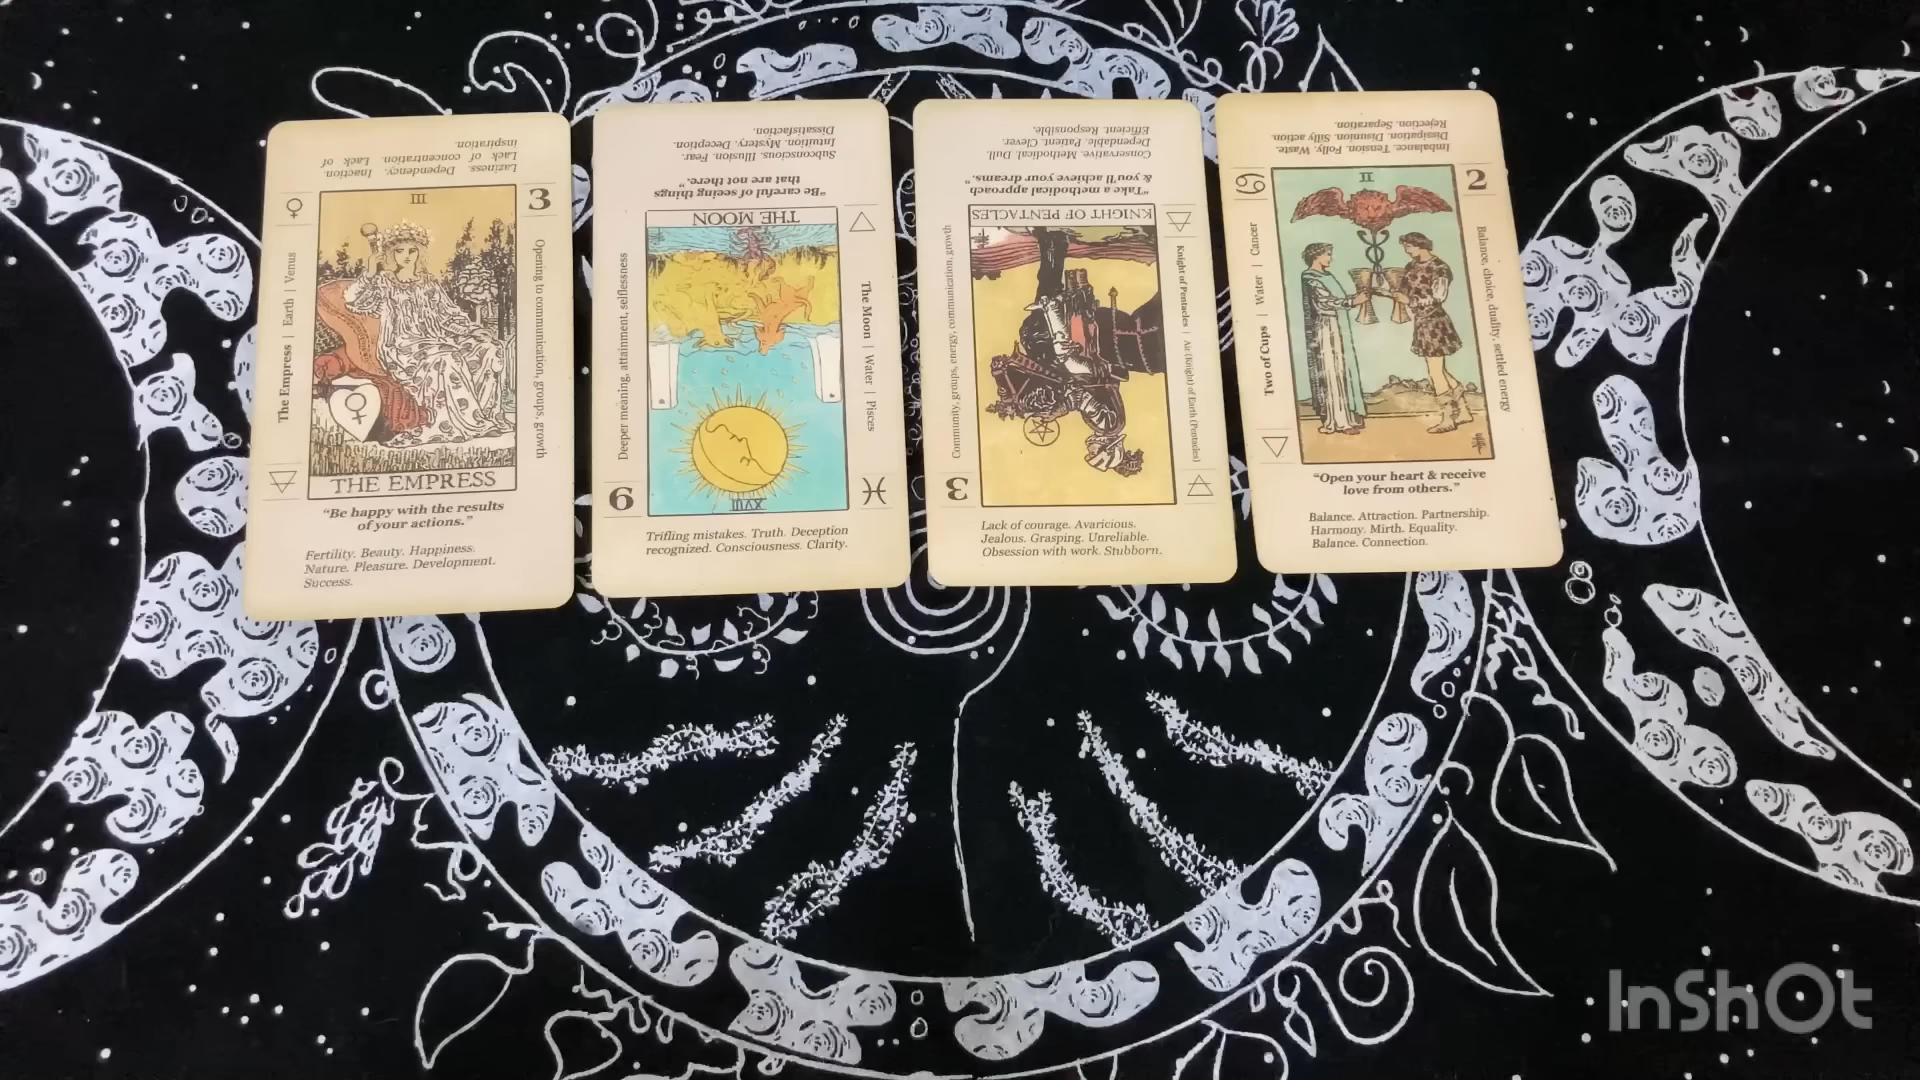 Laziness. Dependency. Inaction.
Lack of concentration. Lack of
inspiration.
III
3
The Empress | Earth | Venus
Opening to communication, groups, growth
THE EMPRESS
“Be happy with the results
of your actions.”
Fertility. Beauty. Happiness.
Nature. Pleasure. Development.
Success.
Subconscious. Illusion. Fear.
Intuition. Mystery. Deception.
Dissatisfaction.
“Be careful of seeing things
that are not there.”
THE MOON
Deeper meaning, attainment, selflessness
The Moon | Water | Pisces
9
XVIII
Trifling mistakes. Truth. Deception
recognized. Consciousness. Clarity.
Conservative. Methodical. Dull.
Dependable. Patient. Clever.
Efficient. Responsible.
“Take a methodical approach
& you'll achieve your dreams.”
KNIGHT OF PENTACLES
Community, groups, energy, communication, growth
Knight of Pentacles | Air (Knight) of Earth (Pentacles)
3
Lack of courage. Avaricious.
Jealous. Grasping. Unreliable.
Obsession with work. Stubborn.
Imbalance. Tension. Folly. Waste.
Dissipation. Disunion. Silly action.
Rejection. Separation.
II
2
Two of Cups | Water | Cancer
Balance, choice, duality, settled energy
“Open your heart & receive
love from others.”
Balance. Attraction. Partnership.
Harmony. Mirth. Equality.
Balance. Connection.
InShOt